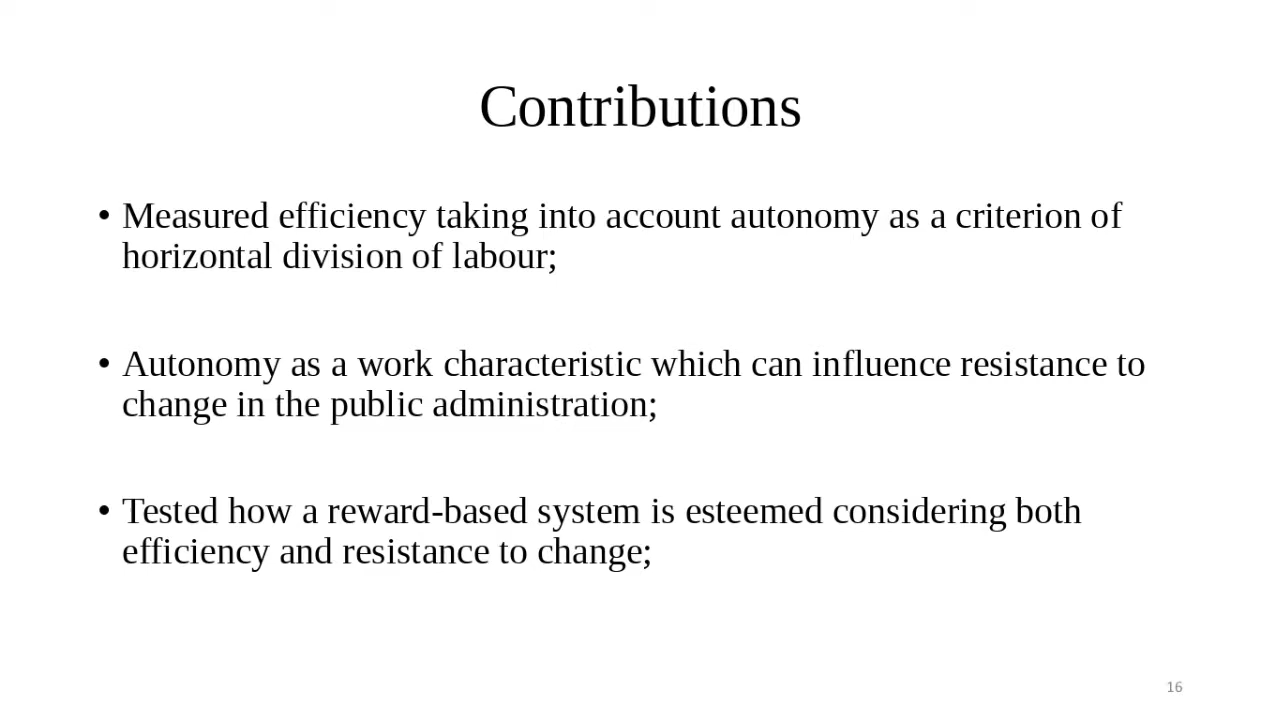 Contributions
• Measured efficiency taking into account autonomy as a criterion of
horizontal division of labour;
• Autonomy as a work characteristic which can influence resistance to
change in the public administration;
• Tested how a reward-based system is esteemed considering both
efficiency and resistance to change;
16